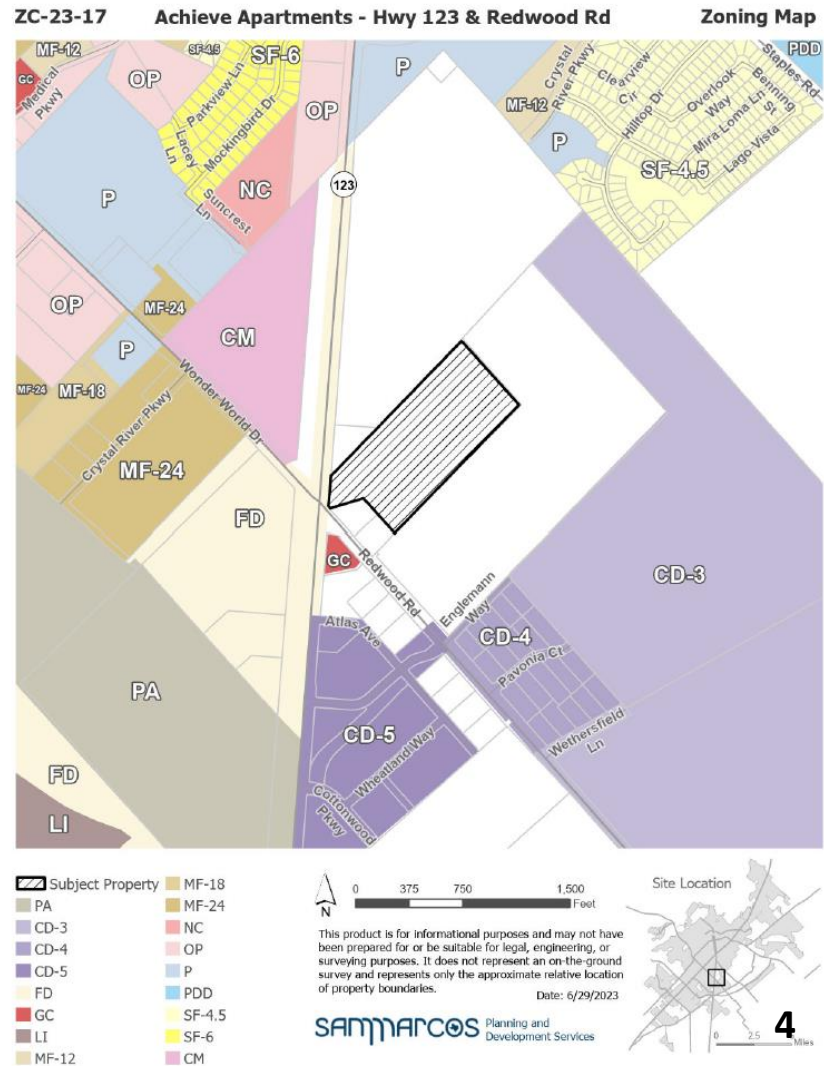 ZC-23-17 Achieve Apartments - Hwy 123 & Redwood Rd Zoning Map
MF-12
SF-4.5
SF-6
P
PDD
GC
Medical
Pkwy
OP
Parkview Ln
Mockingbird Dr
Lacey
Ln
OP
Crystal
River Pkwy
MF-12
P
Clearview
Cir
Hilltop Dr
Overlook
Way
Mira Loma Ln
Benning
St
Lago Vista
Staples Rd
SF-4.5
P
NC
Suncrest
Ln
123
OP
MF-24
P
CM
MF-24
MF-18
Wonder World Dr
Crystal River Pkwy
MF-24
FD
GC
Redwood Rd
CD-3
Englemann
Way
CD-4
Pavonia Ct
Atlas Ave
PA
CD-5
Wheatland Way
Wethersfield
Ln
Cottonwood
Pkwy
FD
LI
Subject Property
PA
CD-3
CD-4
CD-5
FD
GC
LI
MF-12
MF-18
MF-24
NC
OP
P
PDD
SF-4.5
SF-6
CM
N
0 375 750 1,500
Feet
This product is for informational purposes and may not have
been prepared for or be suitable for legal, engineering, or
surveying purposes. It does not represent an on-the-ground
survey and represents only the approximate relative location
of property boundaries.
Date: 6/29/2023
SAN MARCOS
Planning and
Development Services
Site Location
0 2.5
Miles
4